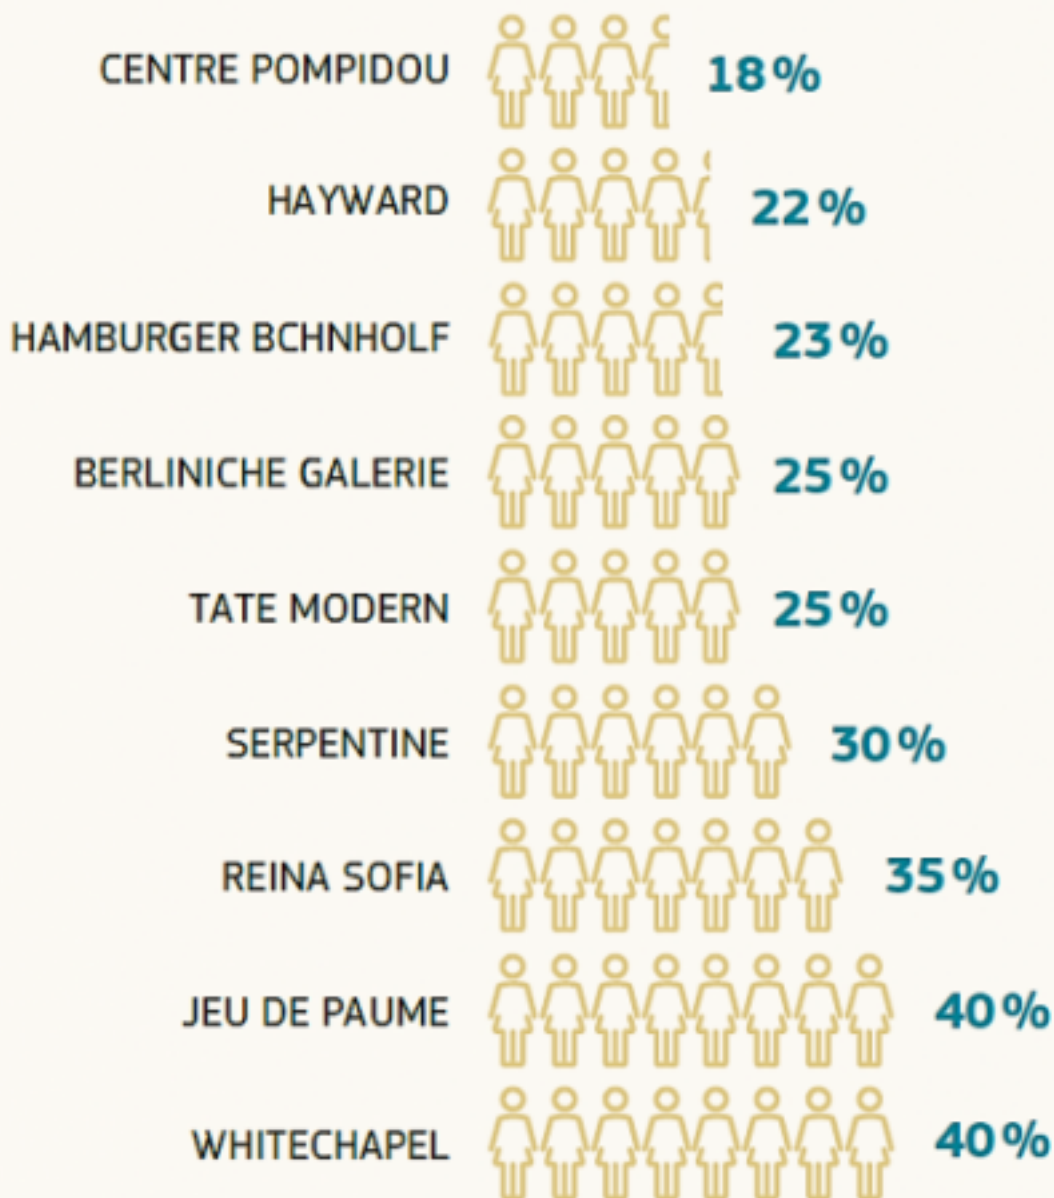 CENTRE POMPIDOU 18%
HAYWARD 22%
HAMBURGER BCHNHOLF 23%
BERLINICHE GALERIE 25%
TATE MODERN 25%
SERPENTINE 30%
REINA SOFIA 35%
JEU DE PAUME 40%
WHITECHAPEL 40%